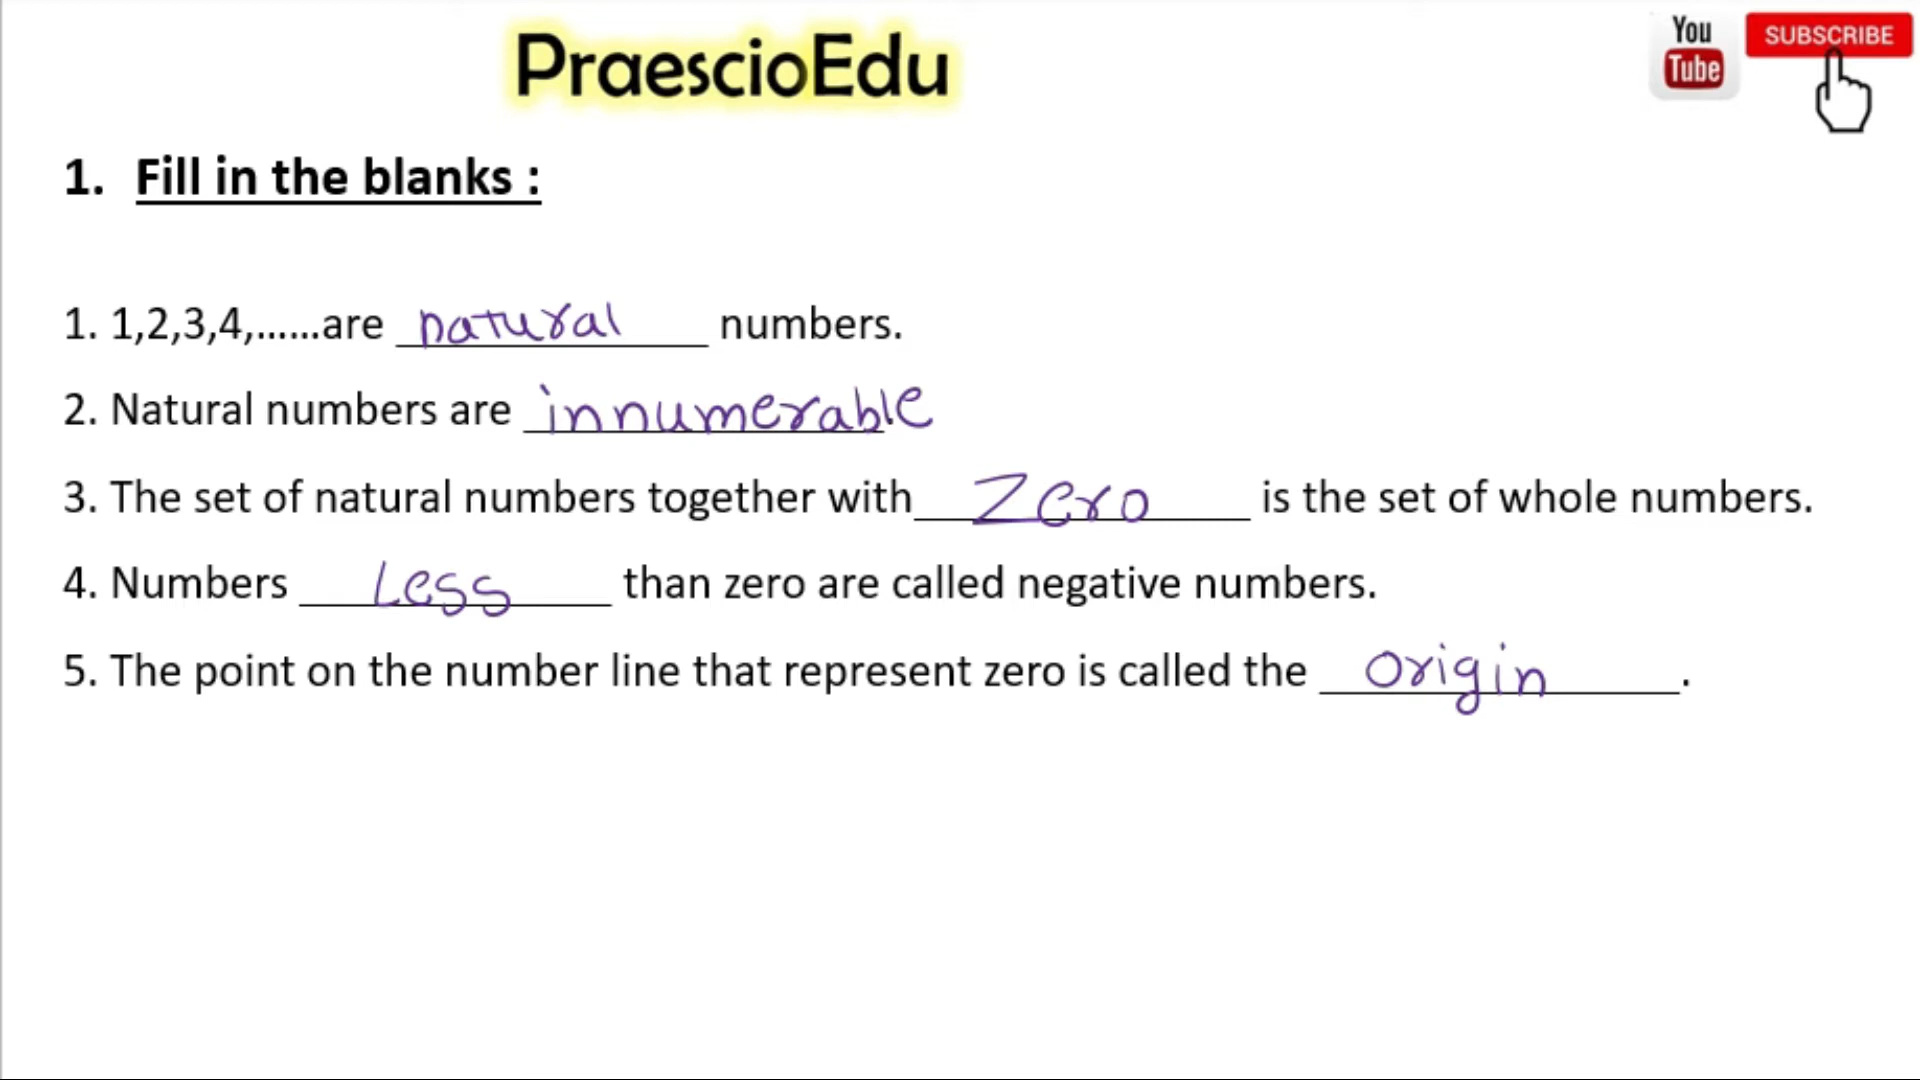 PraescioEdu
You
Tube
SUBSCRIBE
1. Fill in the blanks :
1. 1,2,3,4,......are natural numbers.
2. Natural numbers are innumerable
3. The set of natural numbers together with zero is the set of whole numbers.
4. Numbers Less than zero are called negative numbers.
5. The point on the number line that represent zero is called the origin.